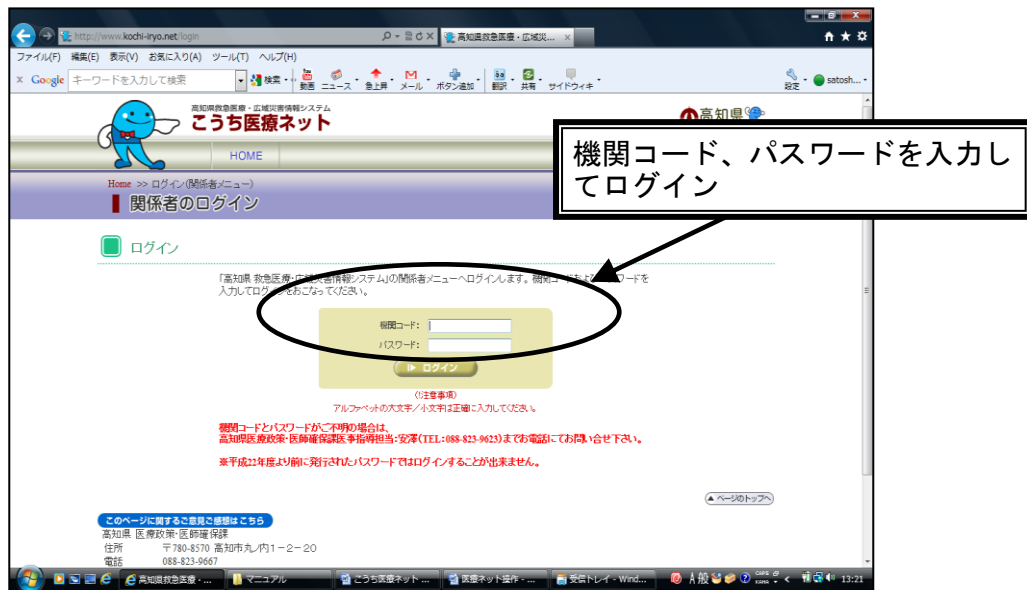 http://www.kochi-iryo.net/login
高知県救急医療・広域災... ×
ファイル(F) 編集(E) 表示(V) お気に入り(A) ツール(T) ヘルプ(H)
× Google キーワードを入力して検索 検索 動画 ニュース 急上昇 メール ボタン追加 翻訳 共有 サイドウィキ 設定 satosh...
高知県救急医療・広域災害情報システム
こうち医療ネット
高知県
HOME
機関コード、パスワードを入力し
てログイン
Home >> ログイン(関係者メニュー)
関係者のログイン
ログイン
「高知県 救急医療・広域災害情報システム」の関係者メニューへログインします。機関コードおよびパスワードを
入力してログインをおこなってください。
機関コード:
パスワード:
ログイン
(!注意事項)
アルファベットの大文字/小文字は正確に入力してください。
機関コードとパスワードがご不明の場合は、
高知県医療政策・医師確保課医事指導担当:安澤(TEL:088-823-9623)までお電話にてお問い合せ下さい。
※平成22年度より前に発行されたパスワードではログインすることが出来ません。
▲ ページのトップへ
このページに関するご意見ご感想はこちら
高知県 医療政策・医師確保課
住所 〒780-8570 高知市丸ノ内1-2-20
電話 088-823-9667
高知県救急医療・... マニュアル こうち医療ネット ... 医療ネット操作 - ... 受信トレイ - Wind... A 般 CAPS KANA 13:21